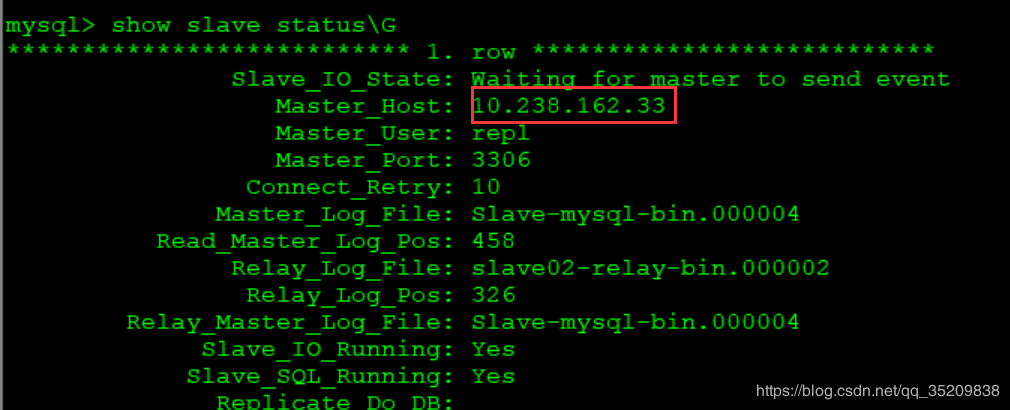 mysql> show slave status\G
*************************** 1. row ***************************
Slave_IO_State: Waiting for master to send event
Master_Host: 10.238.162.33
Master_User: repl
Master_Port: 3306
Connect_Retry: 10
Master_Log_File: Slave-mysql-bin.000004
Read_Master_Log_Pos: 458
Relay_Log_File: slave02-relay-bin.000002
Relay_Log_Pos: 326
Relay_Master_Log_File: Slave-mysql-bin.000004
Slave_IO_Running: Yes
Slave_SQL_Running: Yes
Replicate_Do_DB:
https://blog.csdn.net/qq_35209838